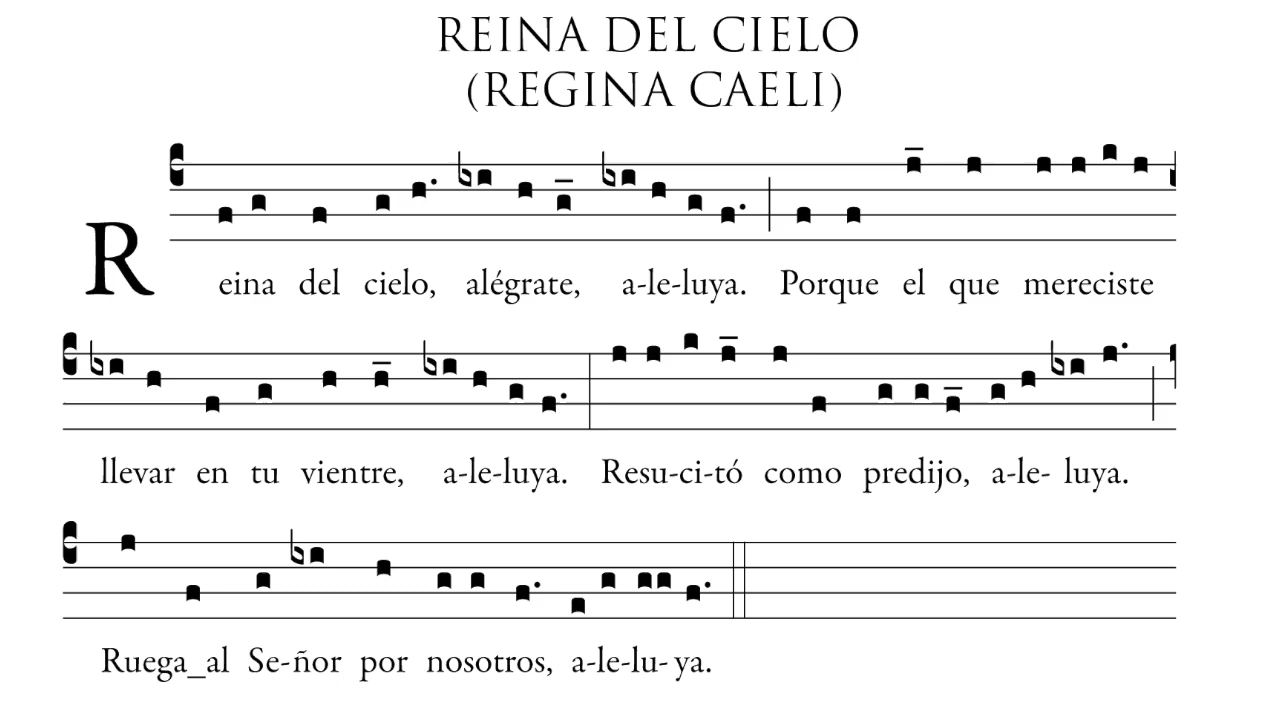 REINA DEL CIELO
(REGINA CAELI)
Reina del cielo, alégrate, a-le-luya. Porque el que mereciste
llevar en tu vientre, a-le-luya. Resu-ci-tó como predijo, a-le- luya.
Ruega_al Se-ñor por nosotros, a-le-lu- ya.